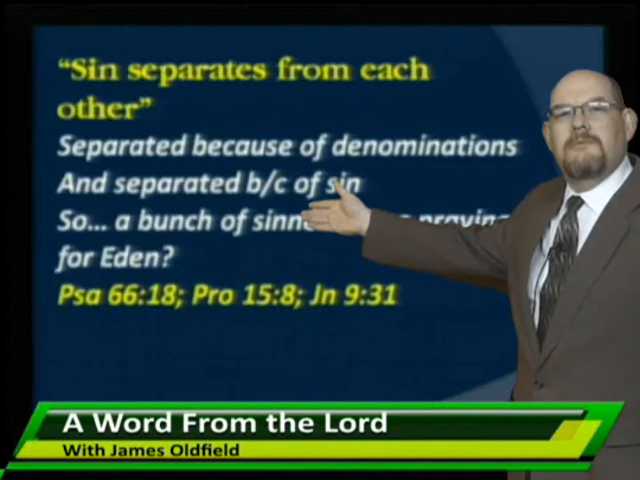 “Sin separates from each
other”
Separated because of denominations
And separated b/c of sin
So... a bunch of
for Eden?
Psa 66:18; Pro 15:8; Jn 9:31
A Word From the Lord
With James Oldfield